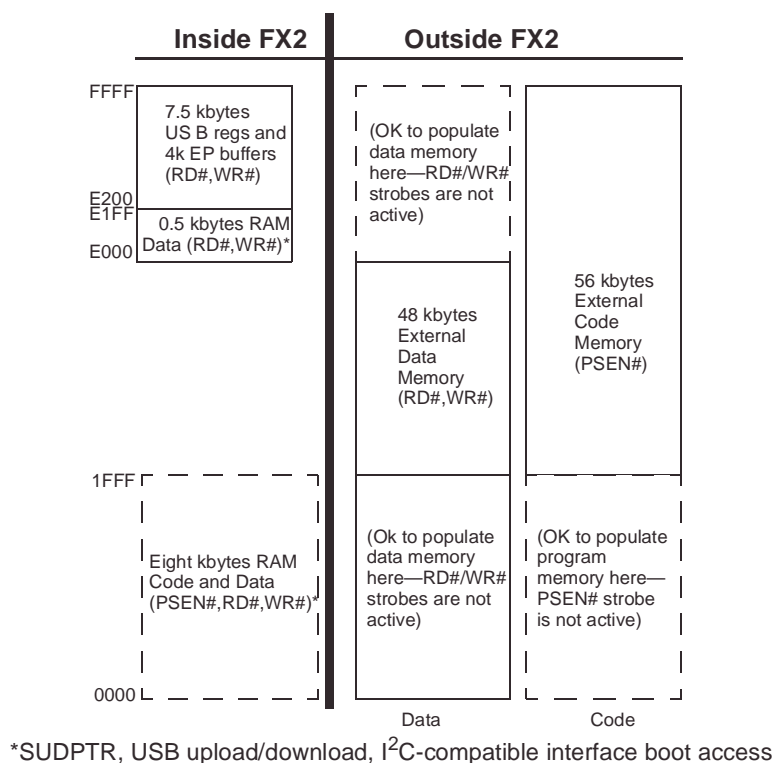 Inside FX2
Outside FX2
FFFF
7.5 kbytes
US B regs and
4k EP buffers
(RD#,WR#)
E200
E1FF
0.5 kbytes RAM
Data (RD#,WR#)*
E000
(OK to populate
data memory
here—RD#/WR#
strobes are not
active)
48 kbytes
External
Data
Memory
(RD#,WR#)
56 kbytes
External
Code
Memory
(PSEN#)
1FFF
Eight kbytes RAM
Code and Data
(PSEN#,RD#,WR#)*
(Ok to populate
data memory
here—RD#/WR#
strobes are not
active)
(OK to populate
program
memory here—
PSEN# strobe
is not active)
0000
Data
Code
*SUDPTR, USB upload/download, I²C-compatible interface boot access